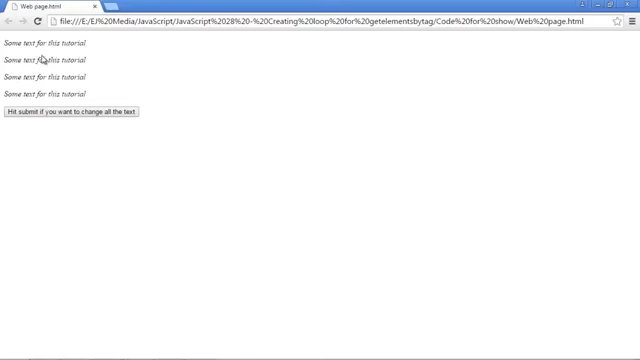 Web page.html
file:///E:/EJ%20Media/JavaScript/JavaScript%2028%20-%20Creating%20loop%20for%20getelementsbytag/Code%20for%20show/Web%20page.html
Some text for this tutorial
Some text for this tutorial
Some text for this tutorial
Some text for this tutorial
Hit submit if you want to change all the text